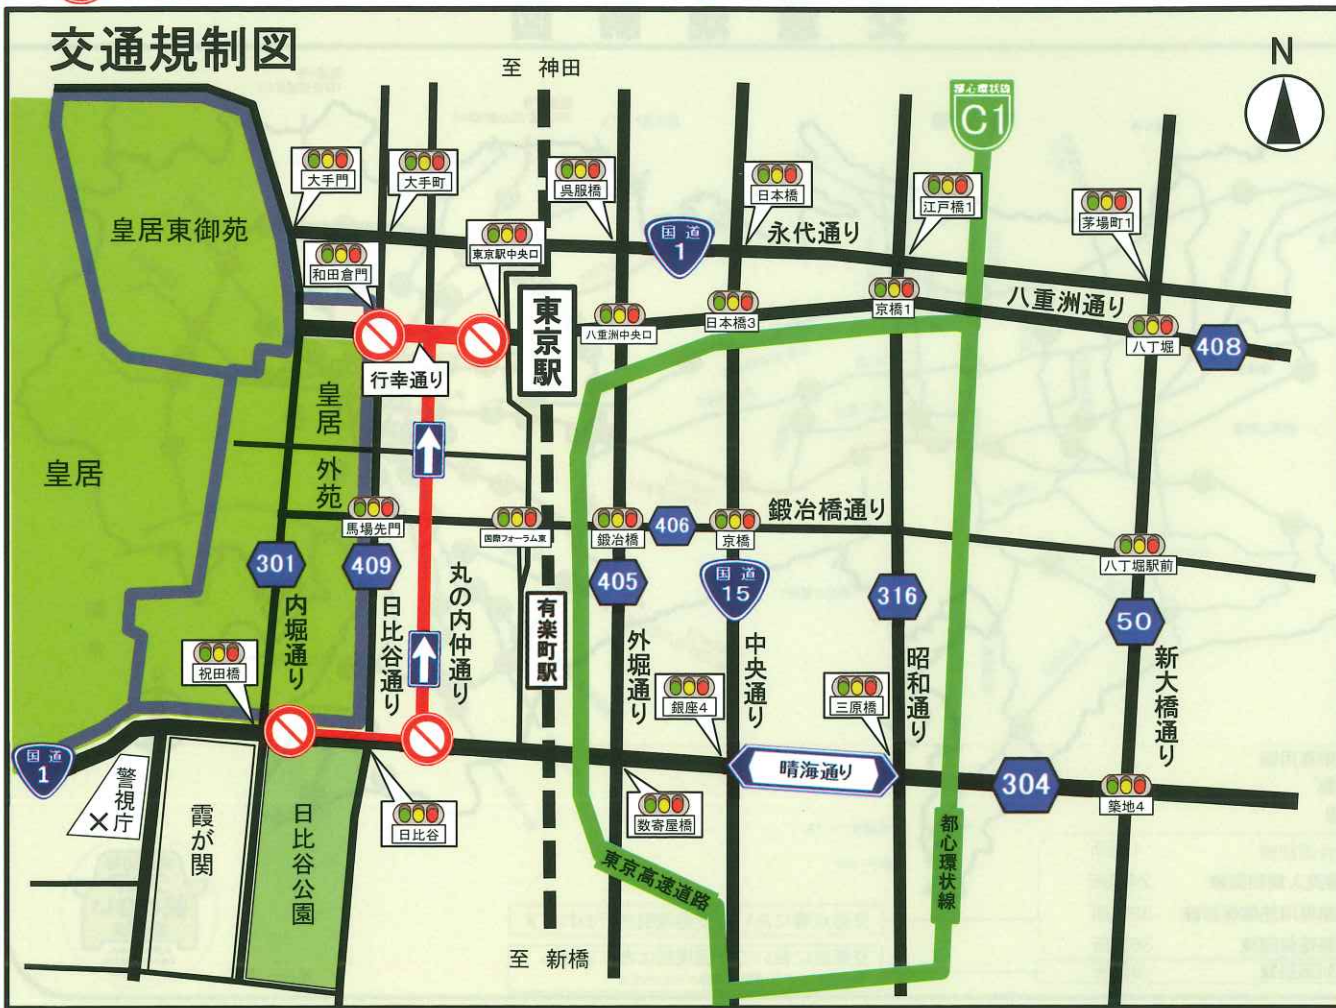 交通規制図
至 神田
N
都心環状線
C1
大手門
大手町
呉服橋
日本橋
江戸橋1
茅場町1
皇居東御苑
東京駅中央口
国道
1
永代通り
和田倉門
東京駅
八重洲中央口
日本橋3
京橋1
八重洲通り
八丁堀
408
行幸通り
皇居外苑
皇居
馬場先門
国際フォーラム東
鍛冶橋
406
京橋
鍛冶橋通り
八丁堀駅前
301
409
405
国道
15
316
50
内堀通り
日比谷通り
丸の内仲通り
有楽町駅
外堀通り
中央通り
昭和通り
新大橋通り
祝田橋
銀座4
三原橋
国道
1
晴海通り
304
築地4
警視庁
霞が関
日比谷公園
日比谷
数寄屋橋
東京高速道路
都心環状線
至 新橋